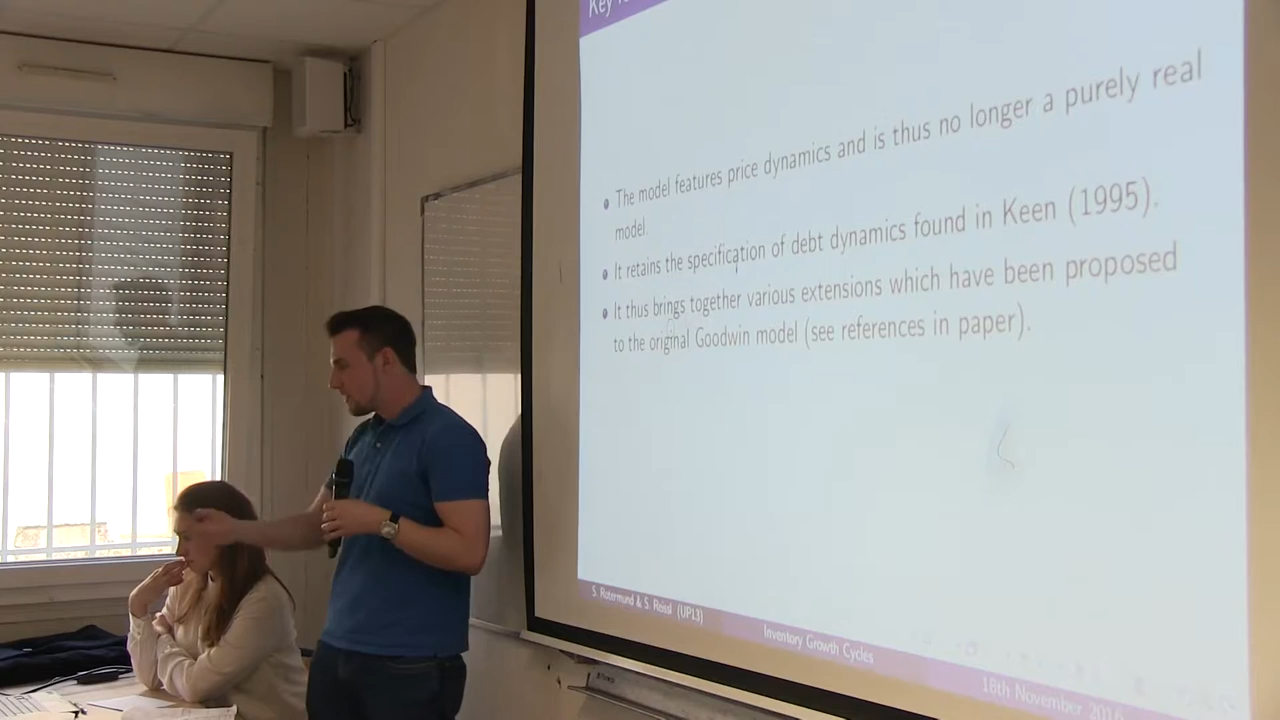 Key
The model features price dynamics and is thus no longer a purely real
model.
It retains the specification of debt dynamics found in Keen (1995).
It thus brings together various extensions which have been proposed
to the original Goodwin model (see references in paper).
S. Rotermund & S. Reissl (UP13)
Inventory Growth Cycles
18th November 2016